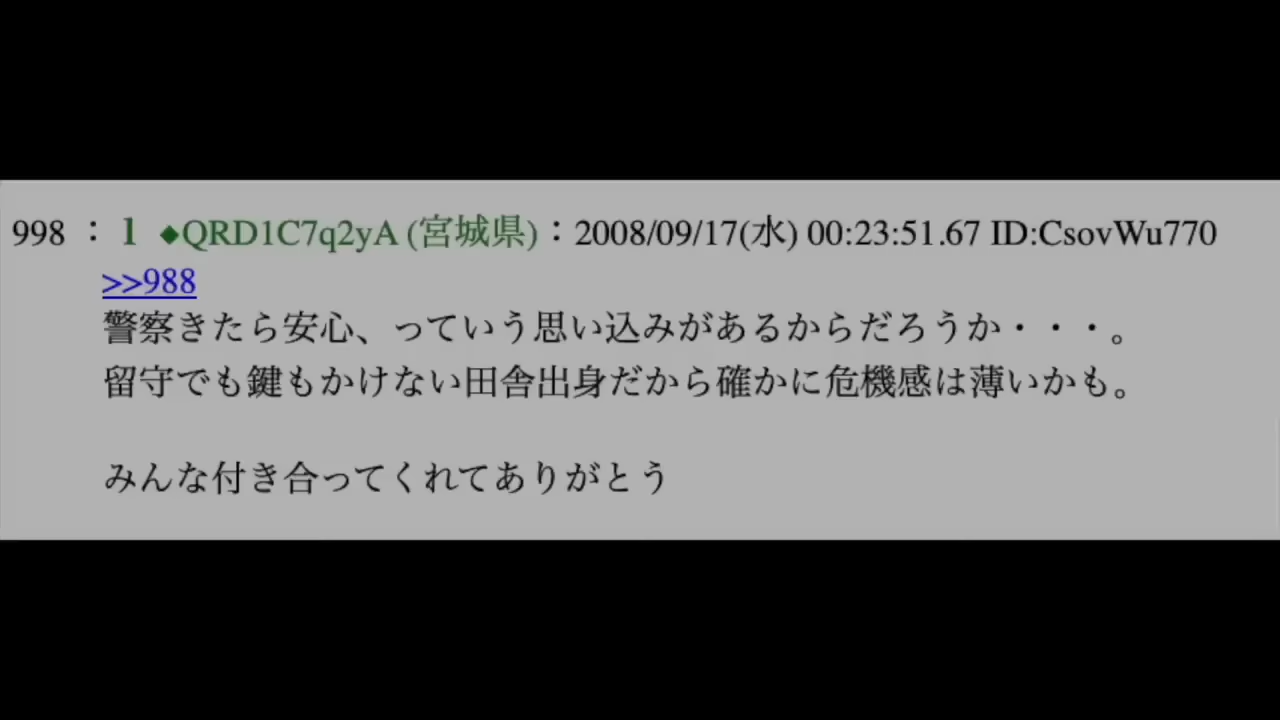 998 : 1 ◆QRD1C7q2yA (宮城県) : 2008/09/17(水) 00:23:51.67 ID:CsovWu770
>>988
警察きたら安心、っていう思い込みがあるからだろうか・・・。
留守でも鍵もかけない田舎出身だから確かに危機感は薄いかも。
みんな付き合ってくれてありがとう